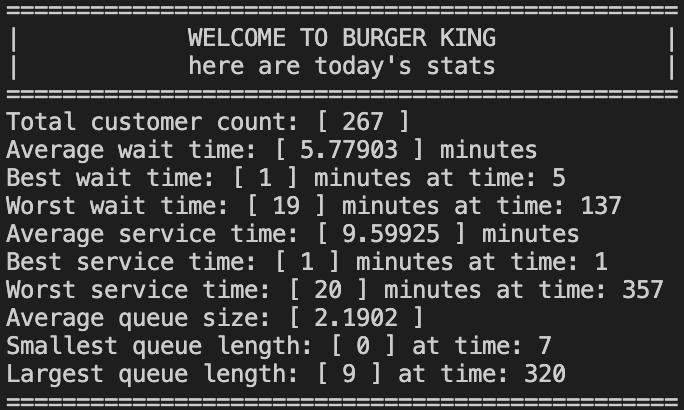 ================================================
| WELCOME TO BURGER KING |
| here are today's stats |
================================================
Total customer count: [ 267 ]
Average wait time: [ 5.77903 ] minutes
Best wait time: [ 1 ] minutes at time: 5
Worst wait time: [ 19 ] minutes at time: 137
Average service time: [ 9.59925 ] minutes
Best service time: [ 1 ] minutes at time: 1
Worst service time: [ 20 ] minutes at time: 357
Average queue size: [ 2.1902 ]
Smallest queue length: [ 0 ] at time: 7
Largest queue length: [ 9 ] at time: 320
================================================